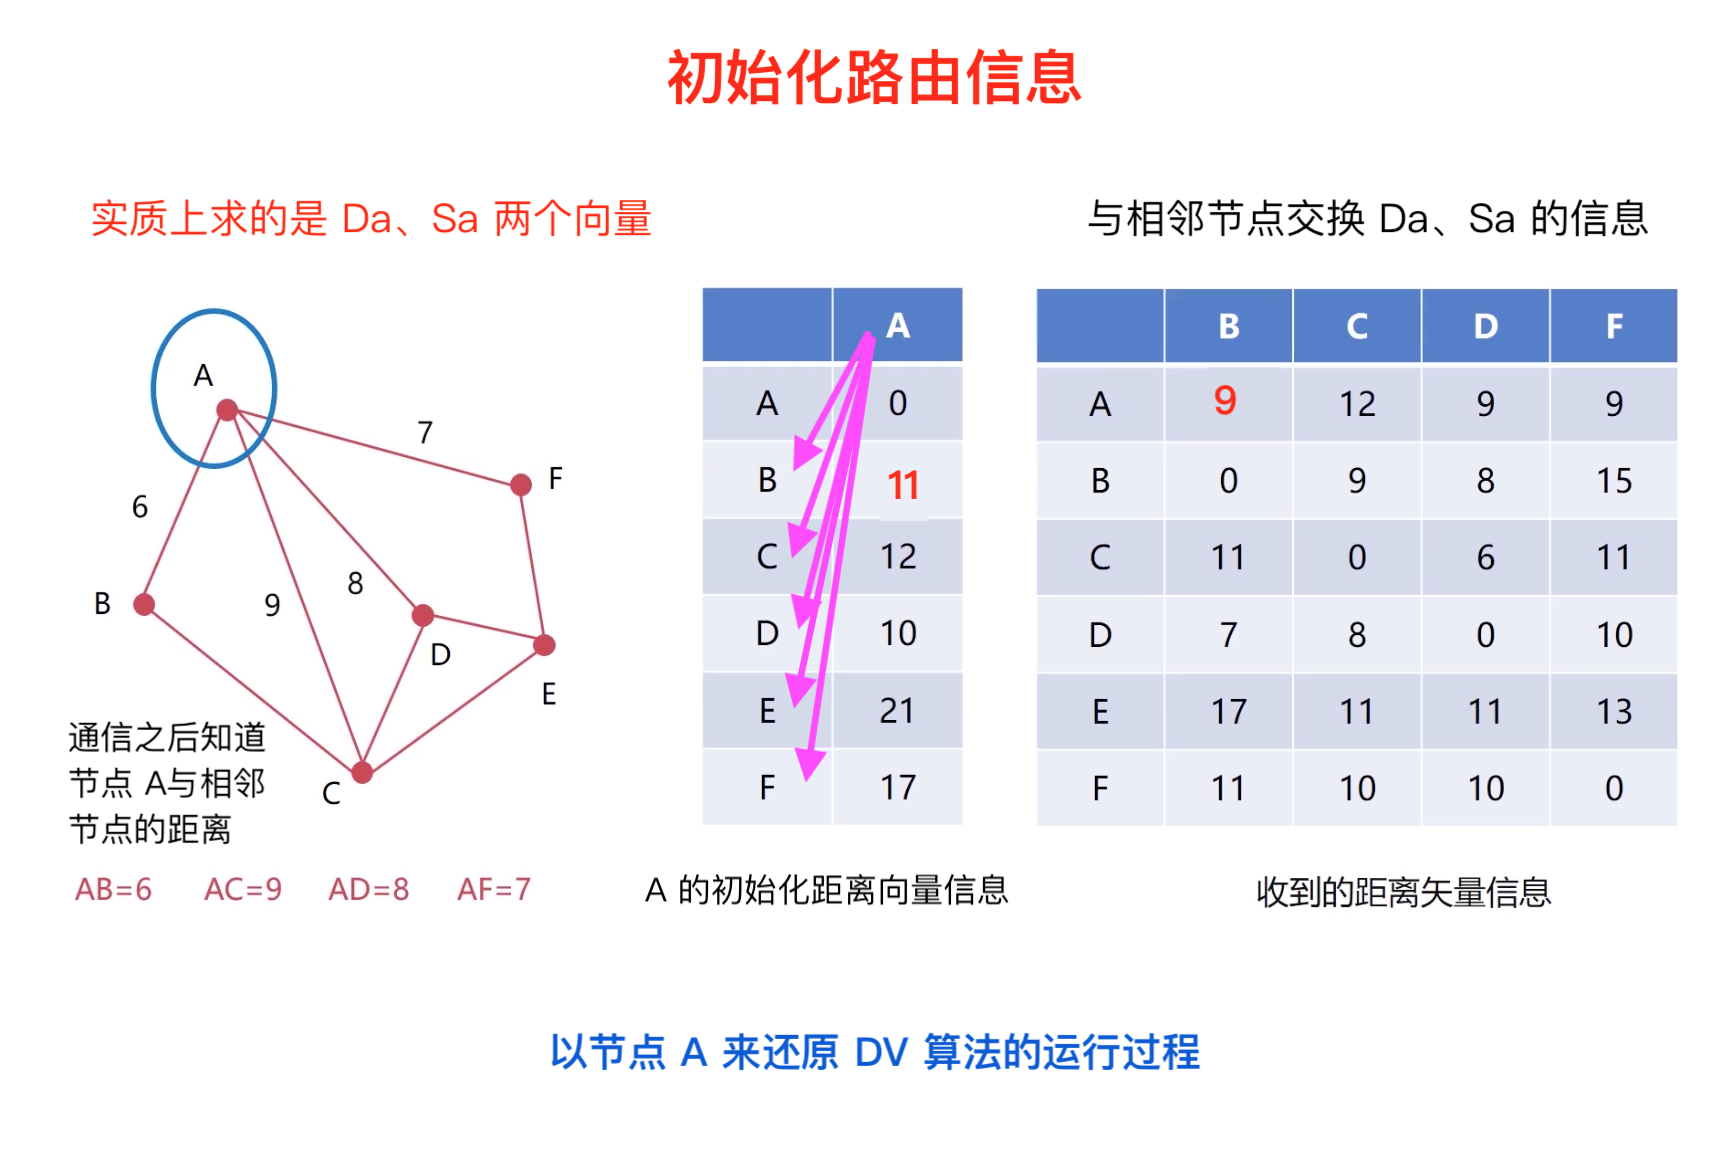 初始化路由信息
实质上求的是 Da、Sa 两个向量
与相邻节点交换 Da、Sa 的信息
A
7
F
6
8
B
9
D
E
C
通信之后知道
节点 A与相邻
节点的距离
AB=6 AC=9 AD=8 AF=7
A
A 0
B 11
C 12
D 10
E 21
F 17
A 的初始化距离向量信息
B C D F
A 9 12 9 9
B 0 9 8 15
C 11 0 6 11
D 7 8 0 10
E 17 11 11 13
F 11 10 10 0
收到的距离矢量信息
以节点 A 来还原 DV 算法的运行过程